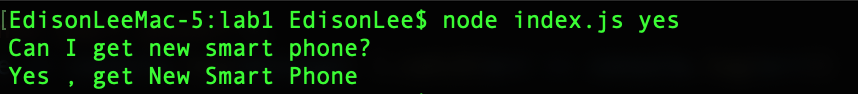 [EdisonLeeMac-5:lab1 EdisonLee$ node index.js yes
Can I get new smart phone?
Yes , get New Smart Phone